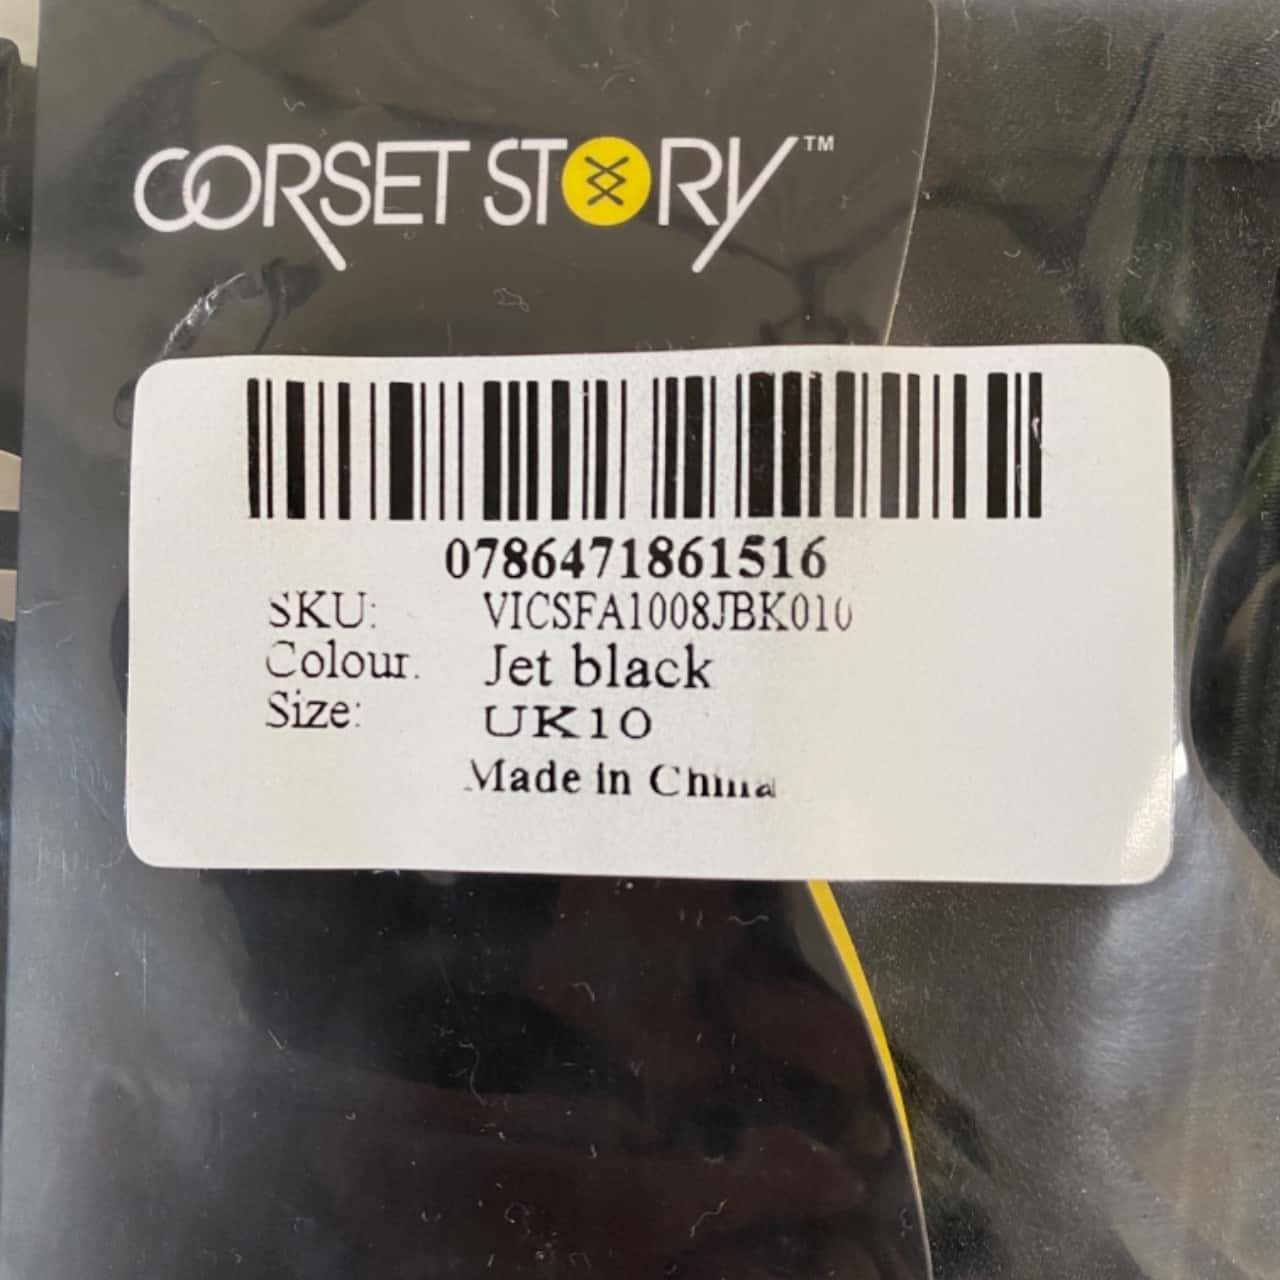 CORSET STORY™
0786471861516
SKU: VICSFA1008JBK010
Colour: Jet black
Size: UK10
Made in China